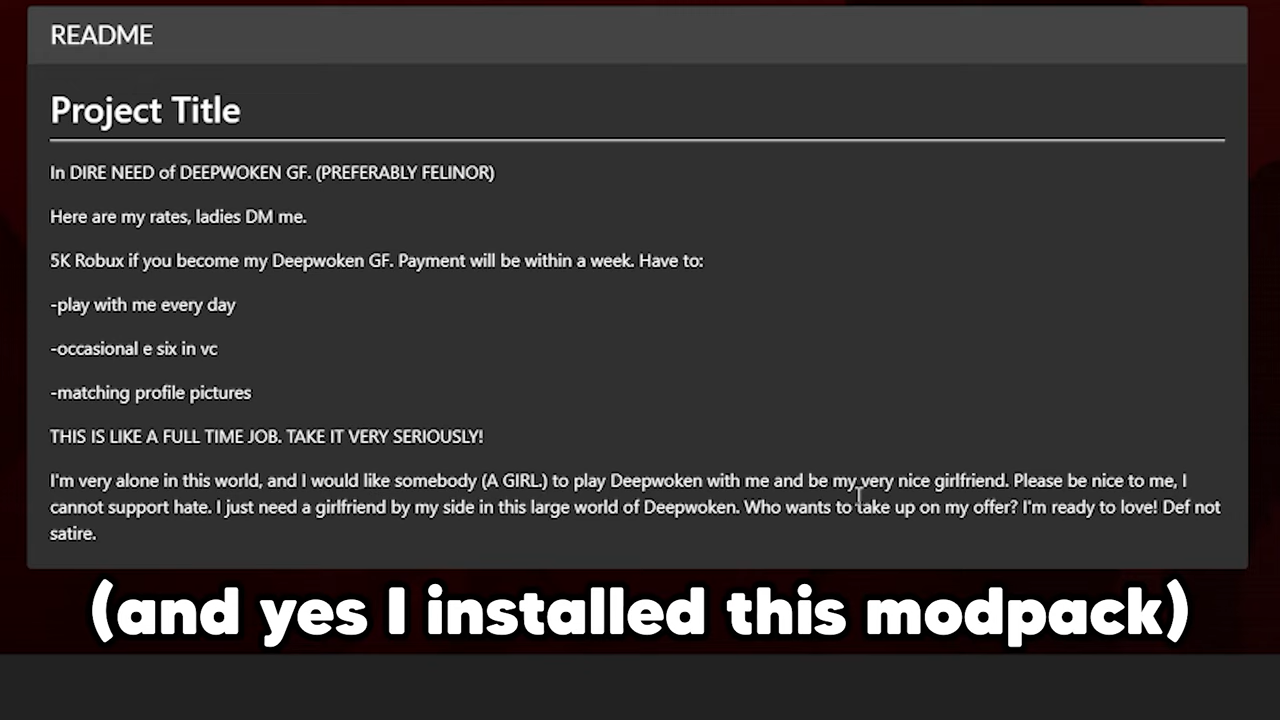 README
Project Title
In DIRE NEED of DEEPWOKEN GF. (PREFERABLY FELINOR)
Here are my rates, ladies DM me.
5K Robux if you become my Deepwoken GF. Payment will be within a week. Have to:
-play with me every day
-occasional e six in vc
-matching profile pictures
THIS IS LIKE A FULL TIME JOB. TAKE IT VERY SERIOUSLY!
I'm very alone in this world, and I would like somebody (A GIRL.) to play Deepwoken with me and be my very nice girlfriend. Please be nice to me, I
cannot support hate. I just need a girlfriend by my side in this large world of Deepwoken. Who wants to take up on my offer? I'm ready to love! Def not
satire.
(and yes I installed this modpack)